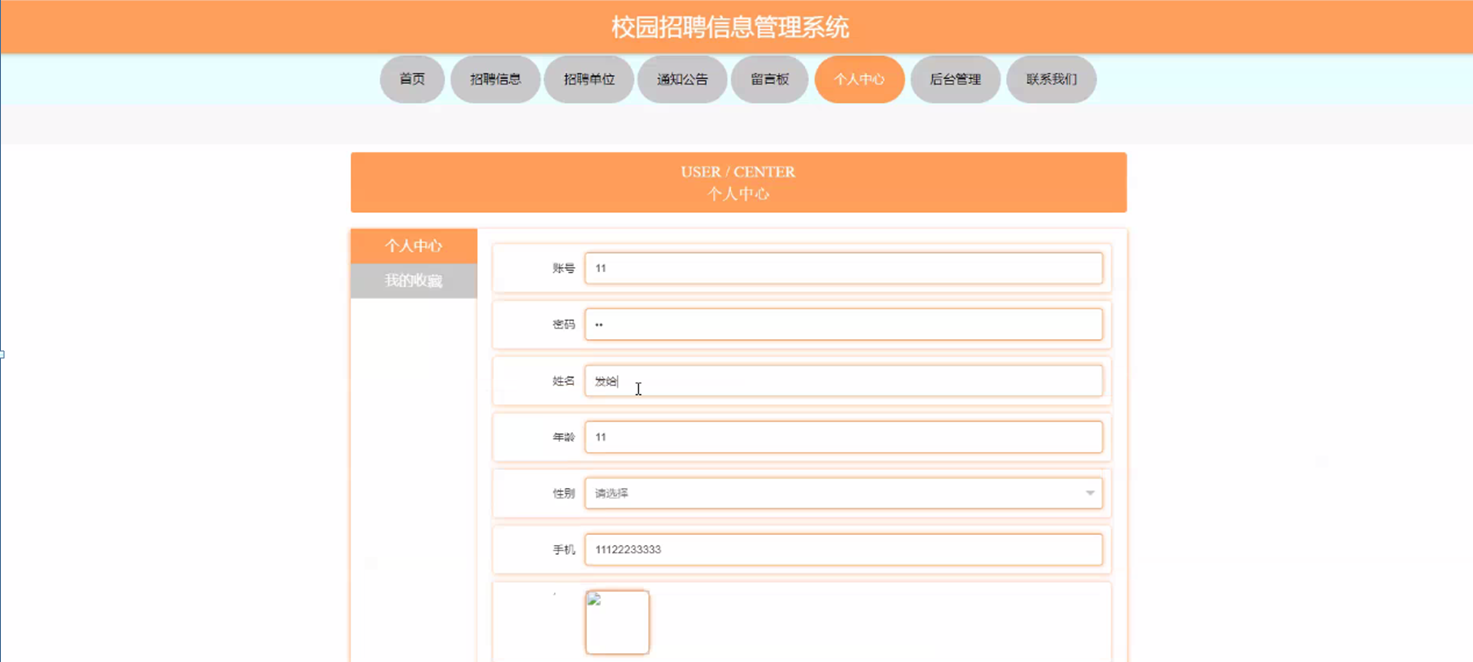 校园招聘信息管理系统
首页 招聘信息 招聘单位 通知公告 留言板 个人中心 后台管理 联系我们
USER / CENTER
个人中心
个人中心
我的收藏
账号 11
密码 ••
姓名 发给
年龄 11
性别 请选择
手机 11122233333